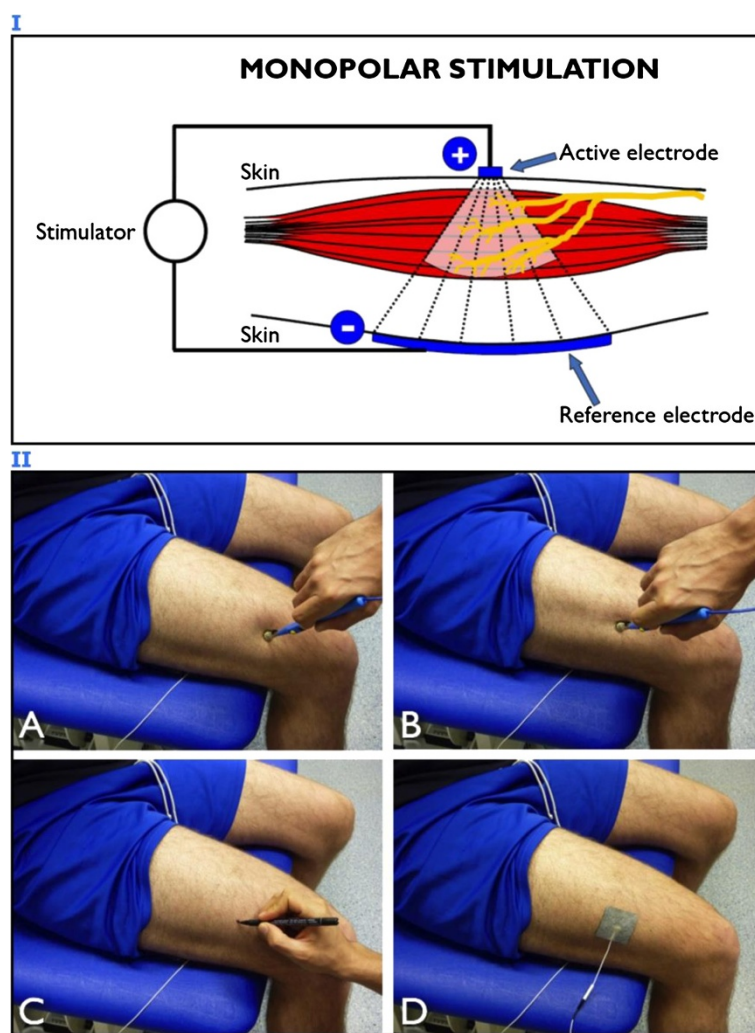 I
MONOPOLAR STIMULATION
+
Active electrode
Skin
Stimulator
-
Skin
Reference electrode
II
A
B
C
D